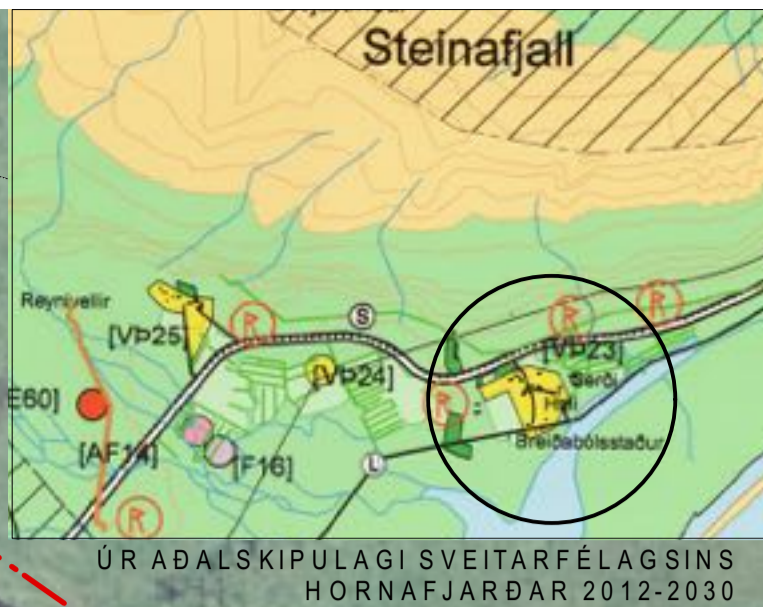 Steinafjall
Reynivellir
[VÞ25]
S
R
R
R
[VÞ23]
Gerði
[VÞ24]
E60]
R
Hali
[AF14]
[F16]
Breiðabólsstaður
L
R
ÚR AÐALSKIPULAGI SVEITARFÉLAGSINS
HORNAFJARÐAR 2012-2030